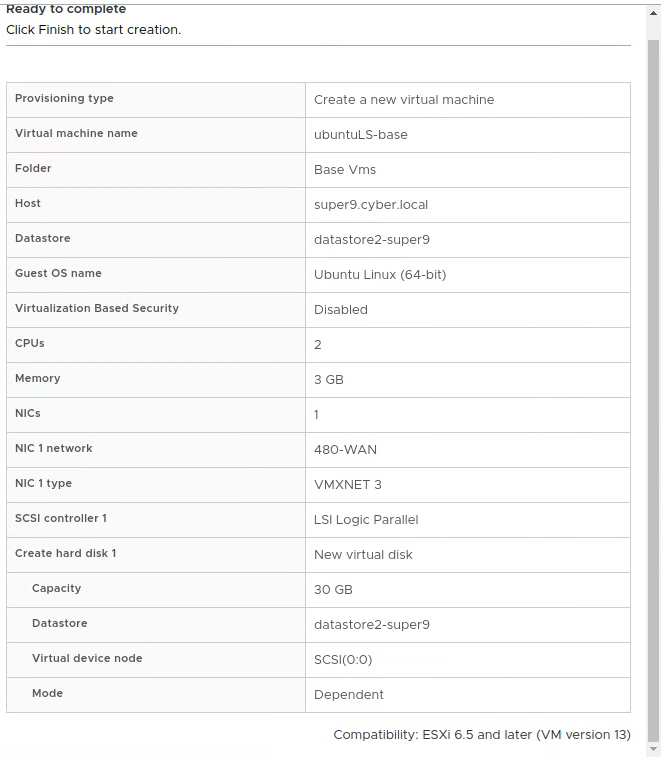 Ready to complete
Click Finish to start creation.
Provisioning type Create a new virtual machine
Virtual machine name ubuntuLS-base
Folder Base Vms
Host super9.cyber.local
Datastore datastore2-super9
Guest OS name Ubuntu Linux (64-bit)
Virtualization Based Security Disabled
CPUs 2
Memory 3 GB
NICs 1
NIC 1 network 480-WAN
NIC 1 type VMXNET 3
SCSI controller 1 LSI Logic Parallel
Create hard disk 1 New virtual disk
Capacity 30 GB
Datastore datastore2-super9
Virtual device node SCSI(0:0)
Mode Dependent
Compatibility: ESXi 6.5 and later (VM version 13)